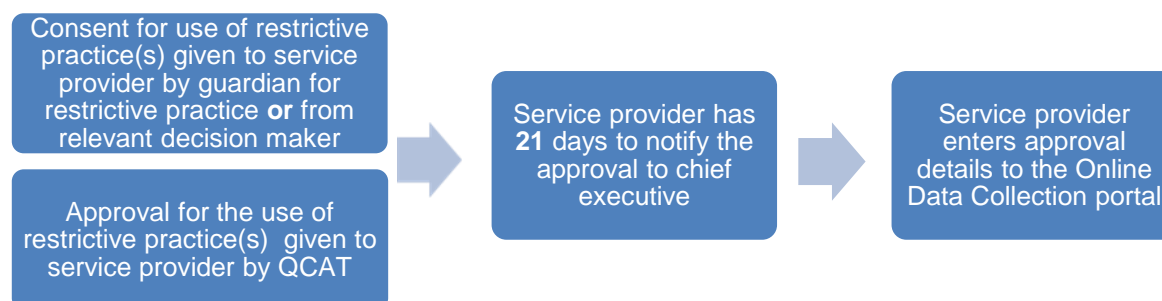 Consent for use of restrictive
practice(s) given to service
provider by guardian for
restrictive practice or from
relevant decision maker
Approval for the use of
restrictive practice(s) given to
service provider by QCAT
Service provider has
21 days to notify the
approval to chief
executive
Service provider
enters approval
details to the Online
Data Collection portal